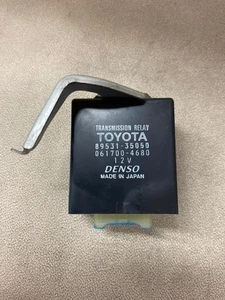 TRANSMISSION RELAY
TOYOTA
89531-35050
061700-4680
12V
DENSO
MADE IN JAPAN